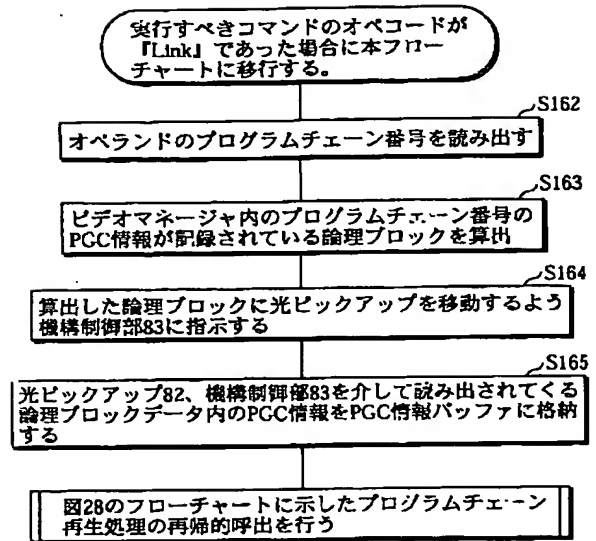 実行すべきコマンドのオペコードが
『Link』であった場合に本フロー
チャートに移行する。
S162
オペランドのプログラムチェーン番号を読み出す
S163
ビデオマネージャ内のプログラムチェーン番号の
PGC情報が記録されている論理ブロックを算出
S164
算出した論理ブロックに光ピックアップを移動するよう
機構制御部83に指示する
S165
光ピックアップ82、機構制御部83を介して読み出されてくる
論理ブロックデータ内のPGC情報をPGC情報バッファに格納
する
図28のフローチャートに示したプログラムチェーン
再生処理の再帰的呼出を行う